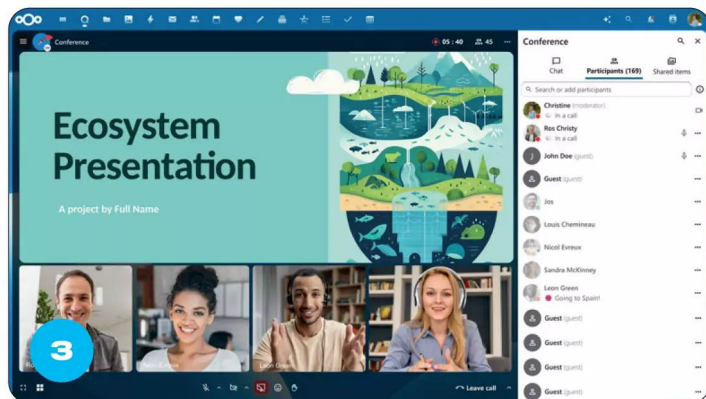 Conference
05 : 40
45
Ecosystem
Presentation
A project by Full Name
Leon Green
3
Leave call
Conference
Chat
Participants (169)
Shared items
Search or add participants
Christine (moderator)
In a call
Ros Christy
In a call
J
John Doe (guest)
Guest (guest)
Jos
Louis Chemineau
Nicol Evreux
Sandra McKinney
Leon Green
Going to Spain!
Guest (guest)
Guest (guest)
Guest (guest)
Guest (guest)